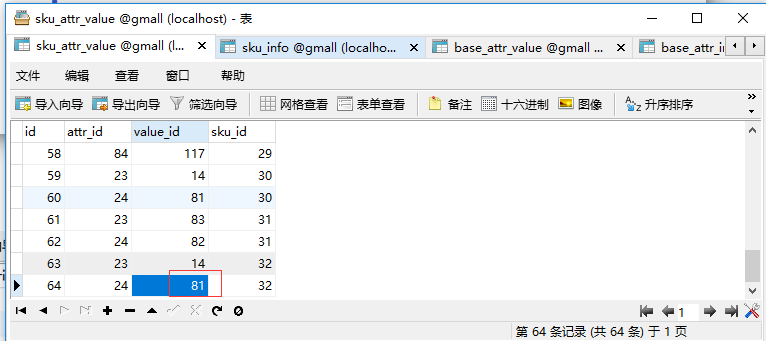 sku_attr_value @gmall (localhost) - 表
sku_attr_value @gmall (l... sku_info @gmall (localho... base_attr_value @gmall ... base_attr_in
文件 编辑 查看 窗口 帮助
导入向导 导出向导 筛选向导 网格查看 表单查看 备注 十六进制 图像 升序排序
id attr_id value_id sku_id
58 84 117 29
59 23 14 30
60 24 81 30
61 23 83 31
62 24 82 31
63 23 14 32
64 24 81 32
1
第 64 条记录 (共 64 条) 于 1 页